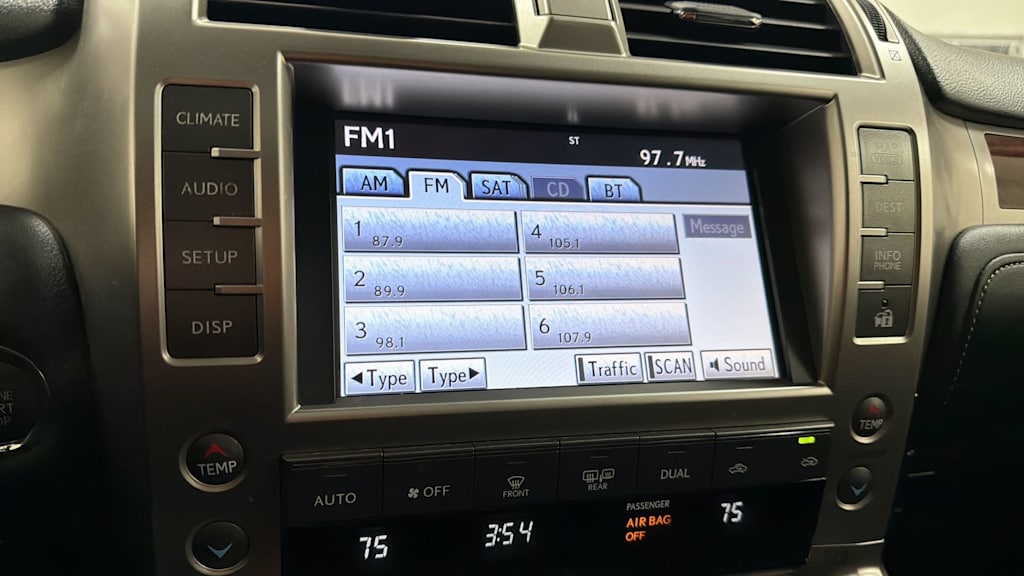 CLIMATE
AUDIO
SETUP
DISP
FM1
ST
97.7 MHz
AM FM SAT CD BT
1 87.9
2 89.9
3 98.1
4 105.1
5 106.1
6 107.9
Message
◀Type Type▶ Traffic SCAN Sound
DEST
INFO
PHONE
TEMP
TEMP
AUTO
OFF
FRONT
REAR
DUAL
75
3:54
PASSENGER
AIR BAG
OFF
75